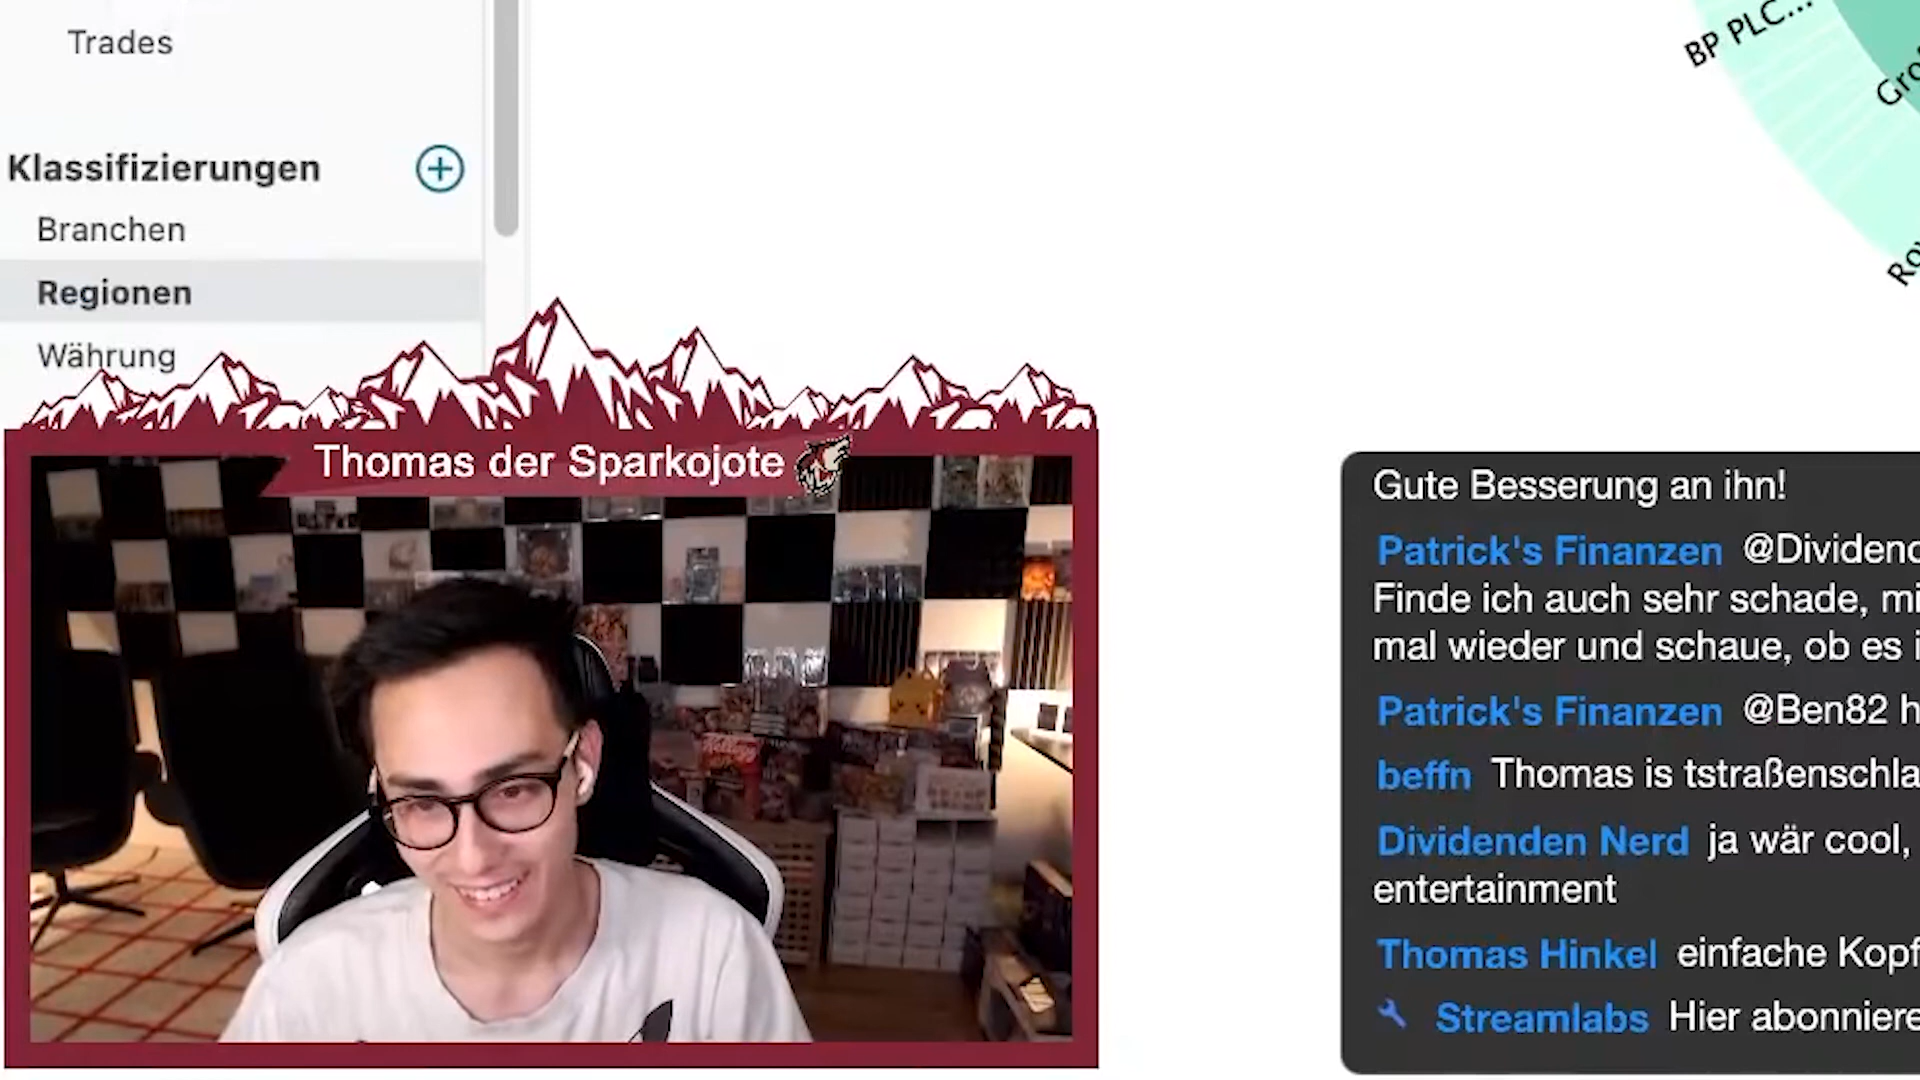 Trades
Klassifizierungen
Branchen
Regionen
Währung
BP PLC...
Thomas der Sparkojote
Gute Besserung an ihn!
Patrick's Finanzen @Dividend
Finde ich auch sehr schade, mi
mal wieder und schaue, ob es i
Patrick's Finanzen @Ben82 h
beffn Thomas is tstraßenschla
Dividenden Nerd ja wär cool,
entertainment
Thomas Hinkel einfache Kopf
Streamlabs Hier abonniere